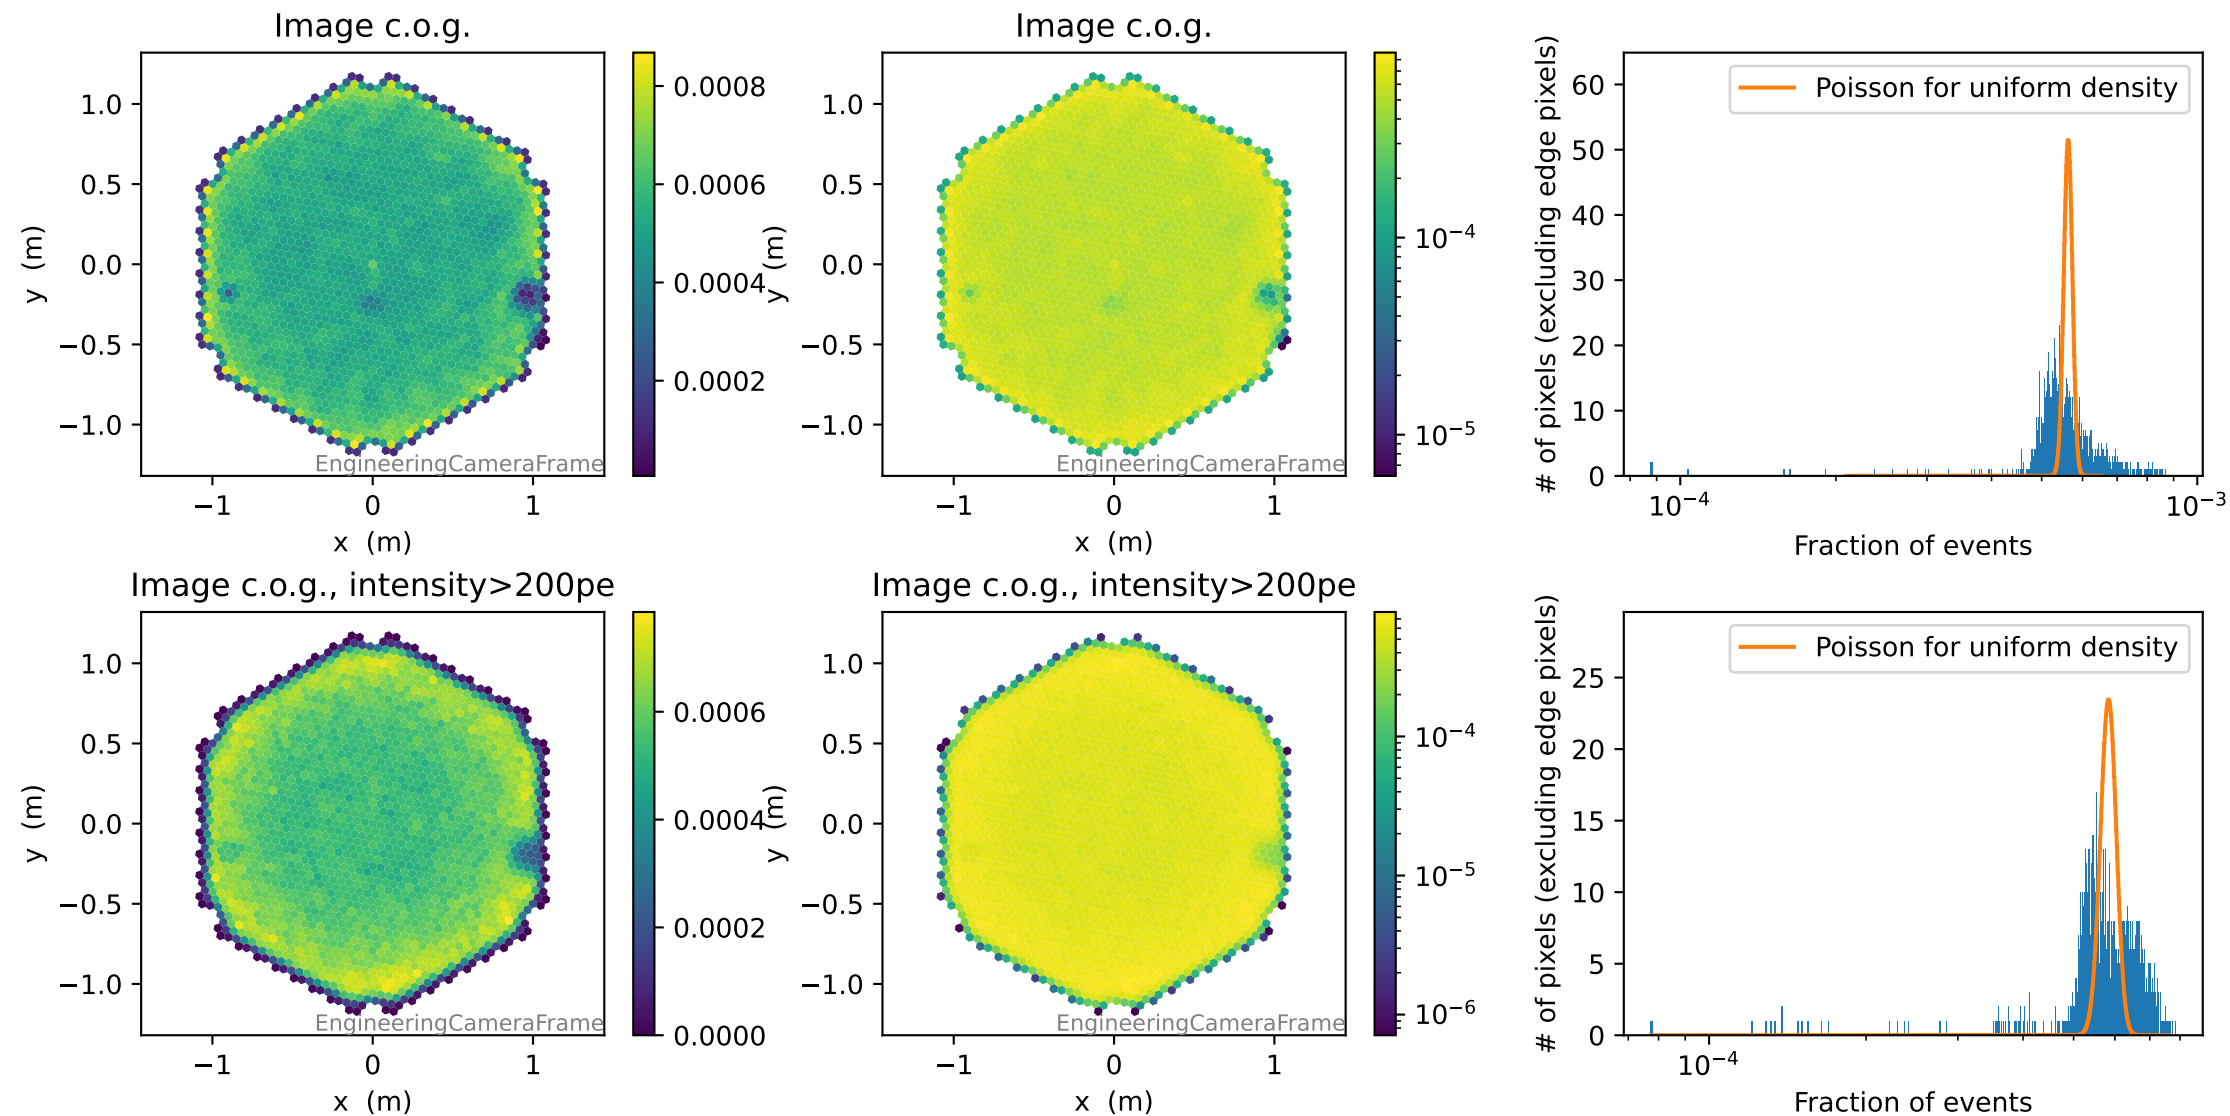 Image c.o.g.
y (m)
1.0
0.5
0.0
−0.5
−1.0
EngineeringCameraFrame
−1
0
1
x (m)
0.0008
0.0006
0.0004
0.0002
Image c.o.g.
y (m)
1.0
0.5
0.0
−0.5
−1.0
EngineeringCameraFrame
−1
0
1
x (m)
10⁻⁴
10⁻⁵
# of pixels (excluding edge pixels)
60
50
40
30
20
10
0
Poisson for uniform density
10⁻⁴
10⁻³
Fraction of events
Image c.o.g., intensity>200pe
y (m)
1.0
0.5
0.0
−0.5
−1.0
EngineeringCameraFrame
−1
0
1
x (m)
0.0006
0.0004
0.0002
0.0000
Image c.o.g., intensity>200pe
y (m)
1.0
0.5
0.0
−0.5
−1.0
EngineeringCameraFrame
−1
0
1
x (m)
10⁻⁴
10⁻⁵
10⁻⁶
# of pixels (excluding edge pixels)
25
20
15
10
5
0
Poisson for uniform density
10⁻⁴
Fraction of events